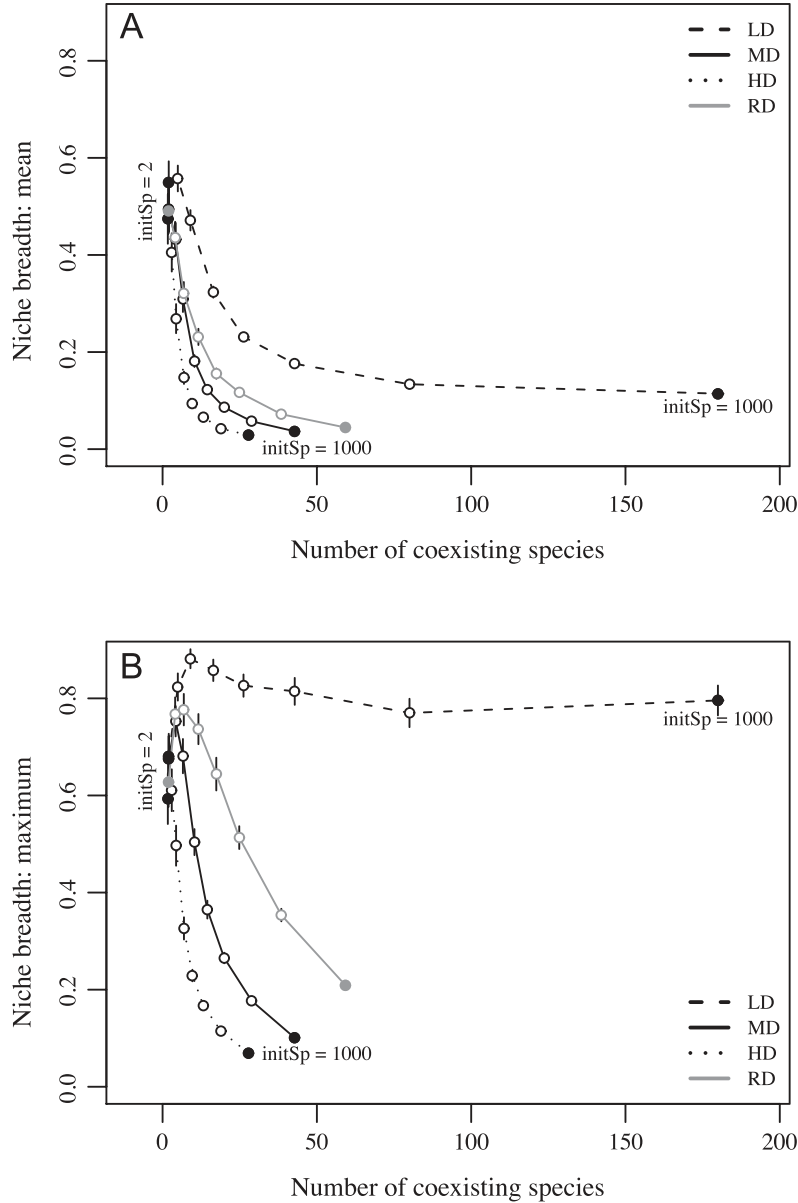 A
LD
MD
HD
RD
0.8
0.6
0.4
0.2
0.0
Niche breadth: mean
initSp = 2
initSp = 1000
initSp = 1000
0 50 100 150 200
Number of coexisting species
B
0.8
0.6
0.4
0.2
0.0
Niche breadth: maximum
initSp = 2
initSp = 1000
initSp = 1000
LD
MD
HD
RD
0 50 100 150 200
Number of coexisting species